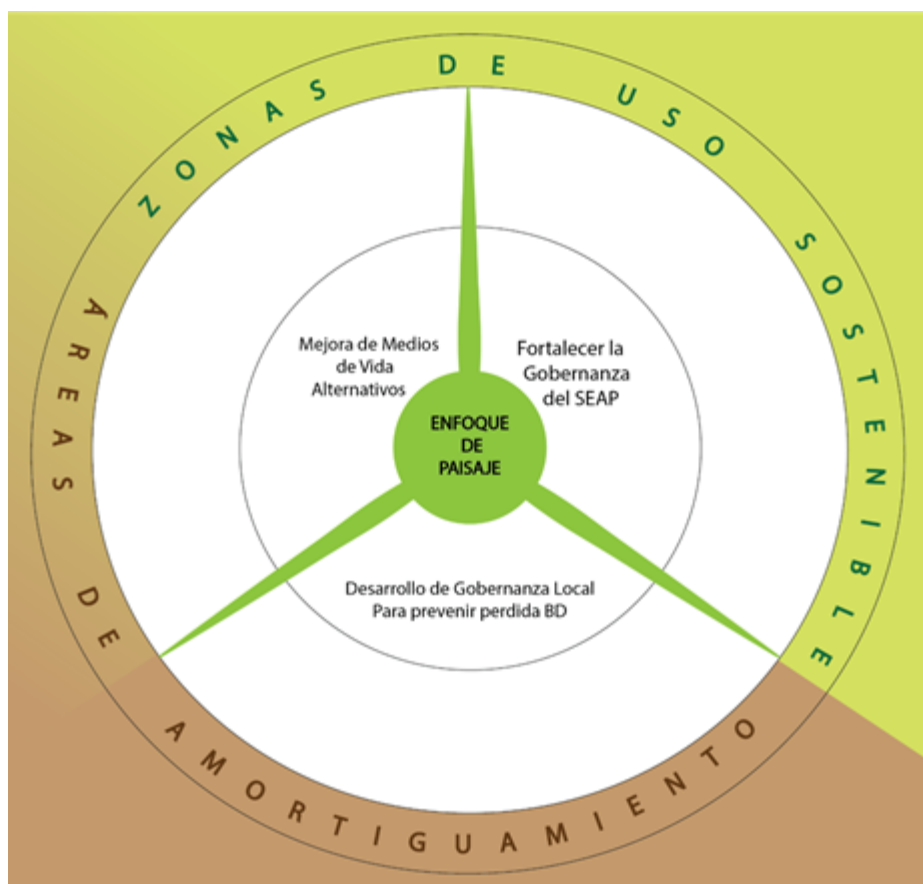 ZONAS DE USO SOSTENIBLE
Mejora de Medios
de Vida
Alternativos
Fortalecer la
Gobernanza
del SEAP
ENFOQUE
DE
PAISAJE
Desarrollo de Gobernanza Local
Para prevenir perdida BD
ÁREAS DE AMORTIGUAMIENTO